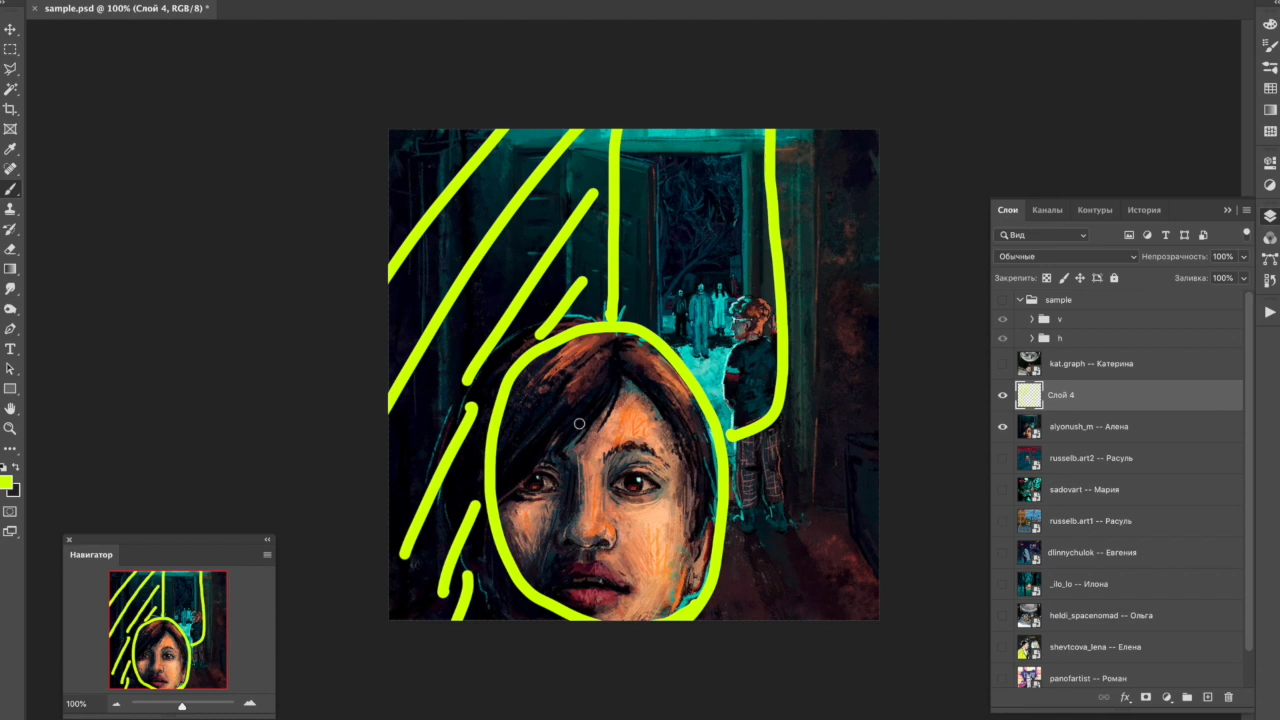 sample.psd @ 100% (Слой 4, RGB/8) *
Слои Каналы Контуры История
Вид
Обычные Непрозрачность: 100%
Закрепить: Заливка: 100%
sample
v
h
kat.graph -- Катерина
Слой 4
alyonush_m -- Алена
russelb.art2 -- Расуль
sadovart -- Мария
russelb.art1 -- Расуль
dlinnychulok -- Евгения
_ilo_lo -- Илона
heldi_spacenomad -- Ольга
shevtcova_lena -- Елена
panofartist -- Роман
fx
Навигатор
100%